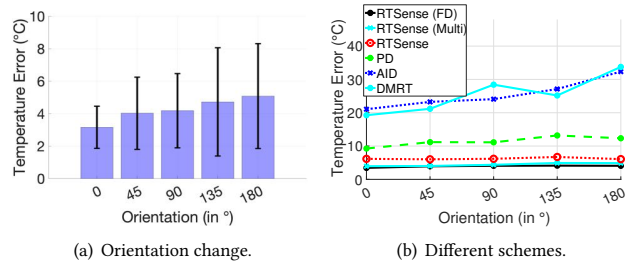 Temperature Error (°C)
10
8
6
4
2
0
0
45
90
135
180
Orientation (in °)
(a) Orientation change.
RTSense (FD)
RTSense (Multi)
RTSense
PD
AID
DMRT
Temperature Error (°C)
40
30
20
10
0
0
45
90
135
180
Orientation (in °)
(b) Different schemes.